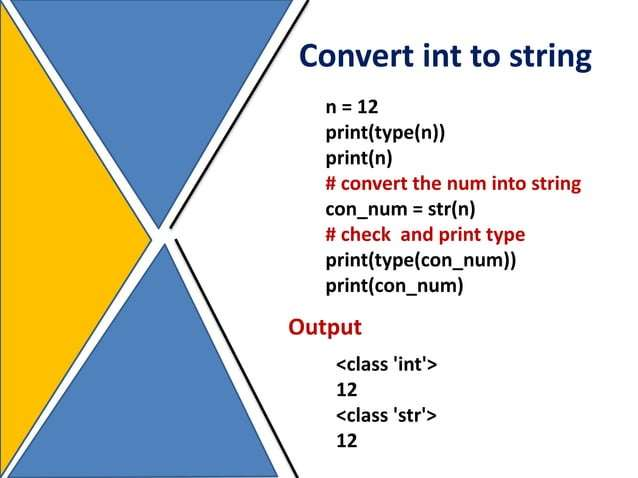 Convert int to string
n = 12
print(type(n))
print(n)
# convert the num into string
con_num = str(n)
# check  and print type
print(type(con_num))
print(con_num)
Output
<class 'int'>
12
<class 'str'>
12